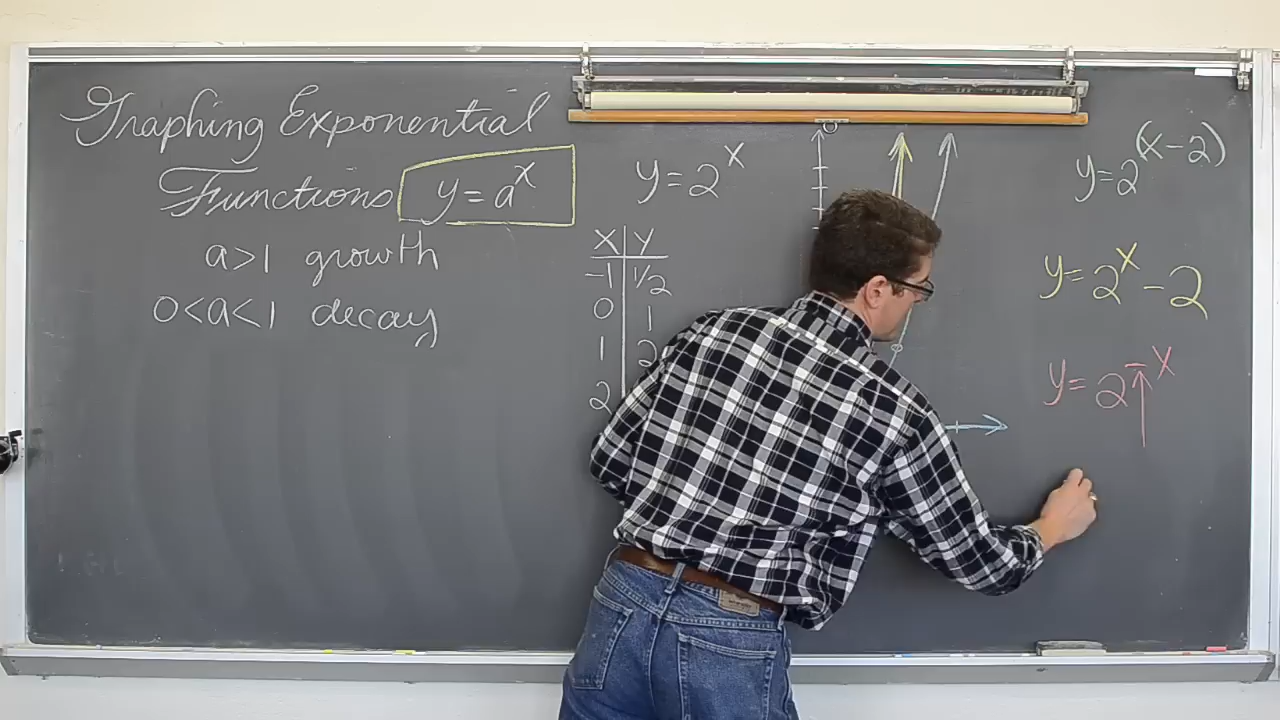 Graphing Exponential
Functions y=a^x
a>1 growth
0<a<1 decay
y=2^x
X Y
-1 1/2
0 1
1 2
2
y=2^(x-2)
y=2^x-2
y=2^-x